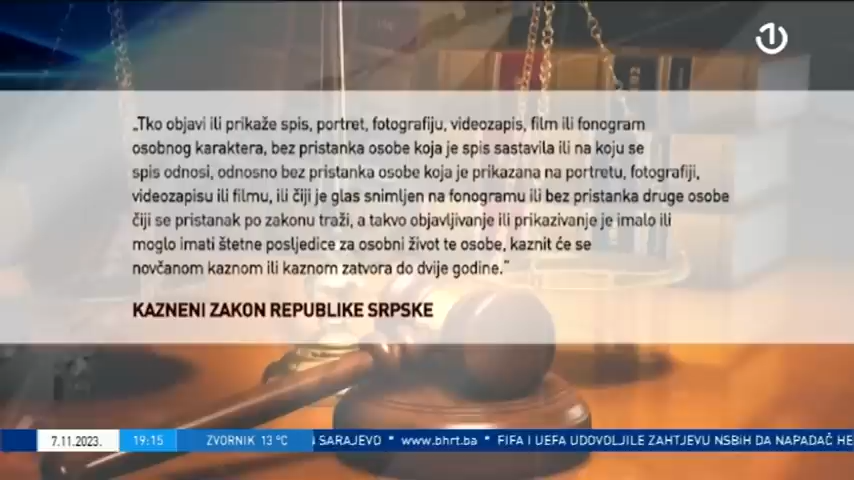 „Tko objavi ili prikaže spis, portret, fotografiju, videozapis, film ili fonogram
osobnog karaktera, bez pristanka osobe koja je spis sastavila ili na koju se
spis odnosi, odnosno bez pristanka osobe koja je prikazana na portretu, fotografiji,
videozapisu ili filmu, ili čiji je glas snimljen na fonogramu ili bez pristanka druge osobe
čiji se pristanak po zakonu traži, a takvo objavljivanje ili prikazivanje je imalo ili
moglo imati štetne posljedice za osobni život te osobe, kaznit će se
novčanom kaznom ili kaznom zatvora do dvije godine.”
KAZNENI ZAKON REPUBLIKE SRPSKE
7.11.2023. 19:15 ZVORNIK 13 °C SARAJEVO * www.bhrt.ba * FIFA I UEFA UDOVOLJILE ZAHTJEVU NSBIH DA NAPADAČ HE